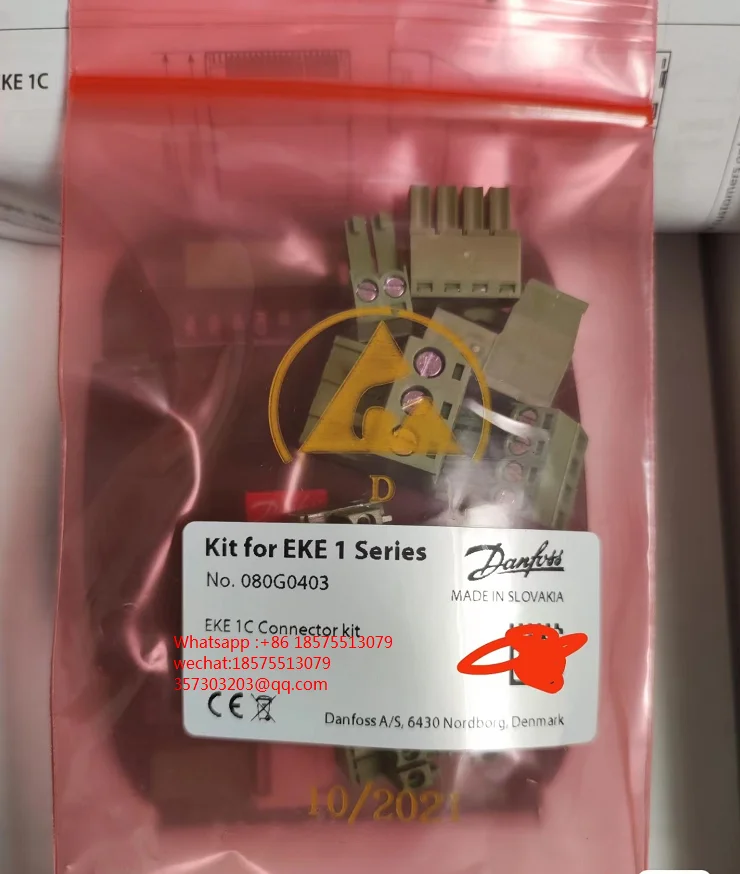 KE 1C
D
Kit for EKE 1 Series
Danfoss
No. 080G0403
MADE IN SLOVAKIA
EKE 1C Connector kit
Whatsapp :+86 18575513079
wechat:18575513079
357303203@qq.com
CE
Danfoss A/S, 6430 Nordborg, Denmark
10/2021